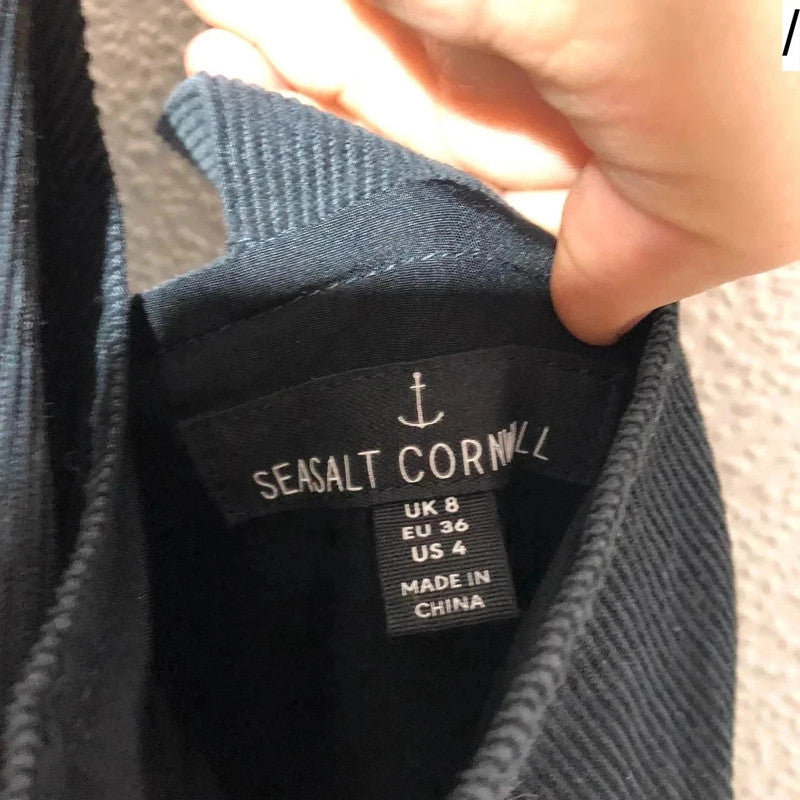 SEASALT CORNWALL
UK 8
EU 36
US 4
MADE IN
CHINA